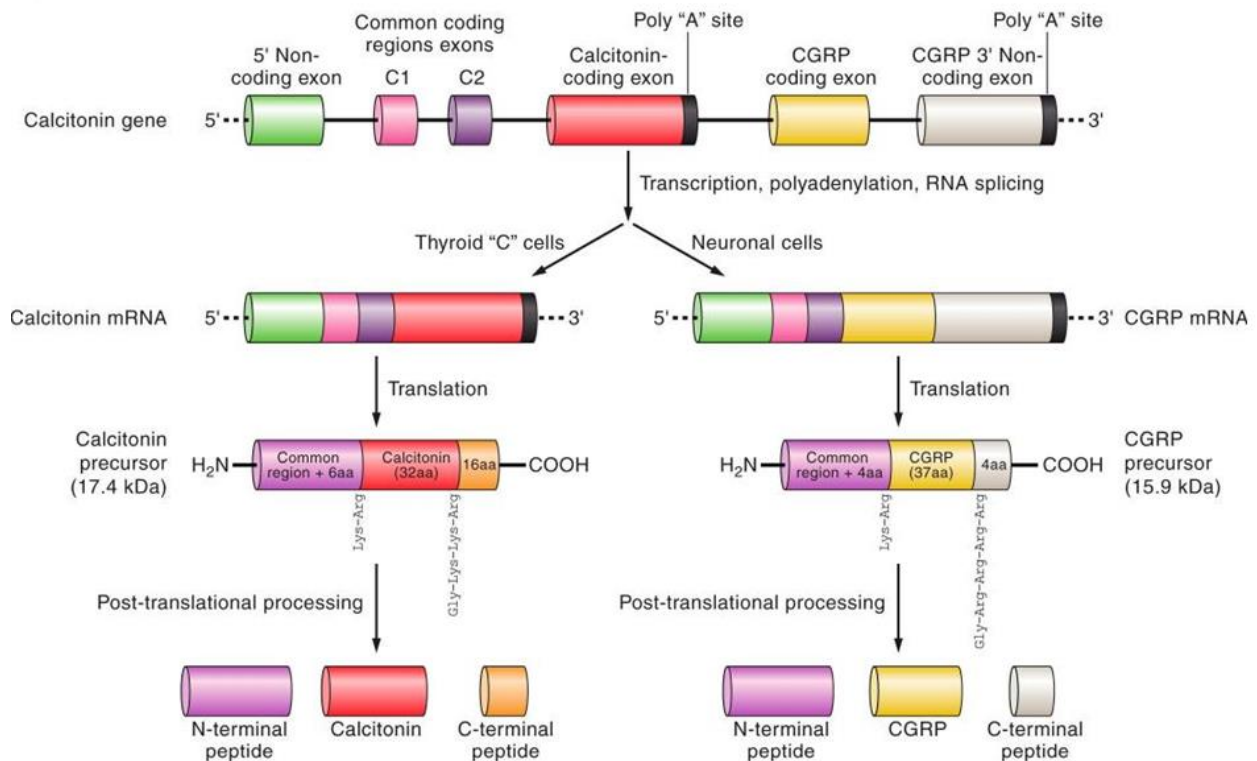 Poly "A" site
Poly "A" site
Common coding
regions exons
5' Non-
coding exon
C1
C2
Calcitonin-
coding exon
CGRP
coding exon
CGRP 3' Non-
coding exon
Calcitonin gene
5'
3'
Transcription, polyadenylation, RNA splicing
Thyroid "C" cells
Neuronal cells
Calcitonin mRNA
5'
3'
5'
3'
CGRP mRNA
Translation
Translation
Calcitonin
precursor
(17.4 kDa)
H₂N
Common
region + 6aa
Calcitonin
(32aa)
16aa
COOH
Lys–Arg
Gly–Lys–Lys–Arg
H₂N
Common
region + 4aa
CGRP
(37aa)
4aa
COOH
CGRP
precursor
(15.9 kDa)
Lys–Arg
Gly–Arg–Arg–Arg–Arg
Post-translational processing
Post-translational processing
N-terminal
peptide
Calcitonin
C-terminal
peptide
N-terminal
peptide
CGRP
C-terminal
peptide